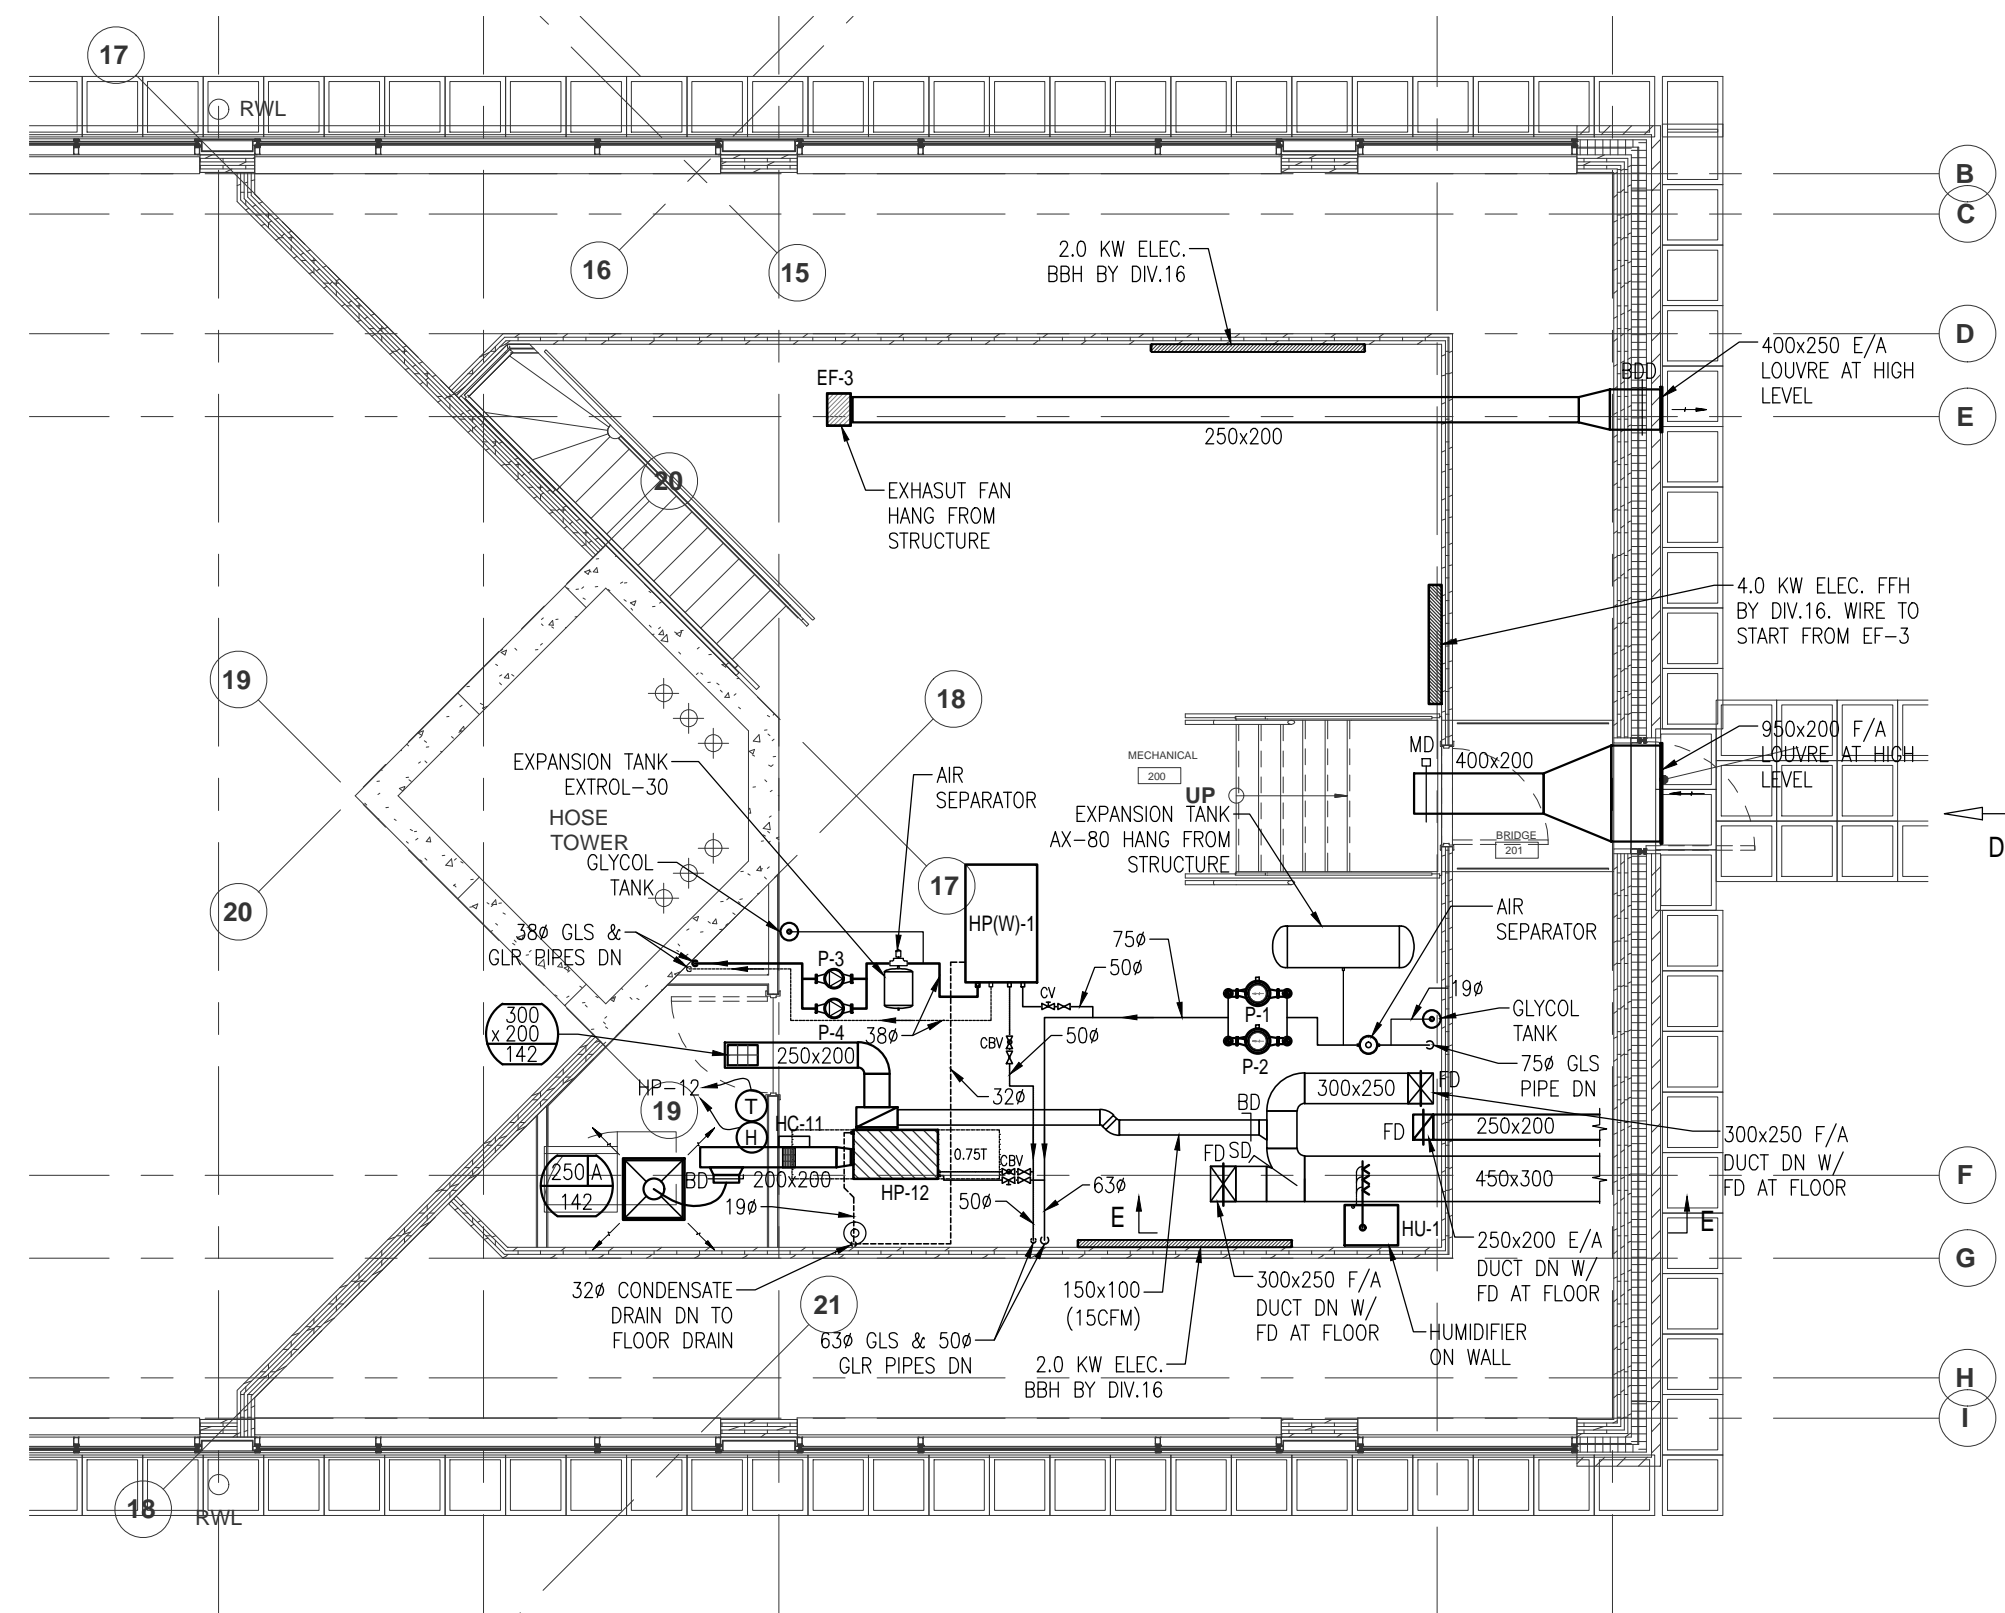 17
RWL
B
C
16
15
2.0 KW ELEC.
BBH BY DIV.16
D
400x250 E/A
LOUVRE AT HIGH
LEVEL
BDD
EF-3
E
250x200
20
EXHASUT FAN
HANG FROM
STRUCTURE
4.0 KW ELEC. FFH
BY DIV.16. WIRE TO
START FROM EF-3
19
18
MECHANICAL
200
MD
400x200
950x200 F/A
LOUVRE AT HIGH
LEVEL
EXPANSION TANK
EXTROL-30
AIR
SEPARATOR
UP
EXPANSION TANK
AX-80 HANG FROM
STRUCTURE
BRIDGE
201
D
HOSE
TOWER
GLYCOL
TANK
17
20
HP(W)-1
AIR
SEPARATOR
38ø GLS &
GLR PIPES DN
P-3
P-4
75ø
50ø
CV
P-1
P-2
19ø
GLYCOL
TANK
300
x 200
142
250x200
38ø
CBV
50ø
75ø GLS
PIPE DN
HP-12
19
T
H
HC-11
32ø
BD
300x250
FD
FD
250x200
300x250 F/A
DUCT DN W/
FD AT FLOOR
0.75T
CBV
FD
SD
F
250
A
142
BD
200x200
HP-12
450x300
19ø
50ø
63ø
E
HU-1
E
250x200 E/A
DUCT DN W/
FD AT FLOOR
G
32ø CONDENSATE
DRAIN DN TO
FLOOR DRAIN
21
150x100
(15CFM)
300x250 F/A
DUCT DN W/
FD AT FLOOR
HUMIDIFIER
ON WALL
63ø GLS & 50ø
GLR PIPES DN
2.0 KW ELEC.
BBH BY DIV.16
H
I
18
RWL